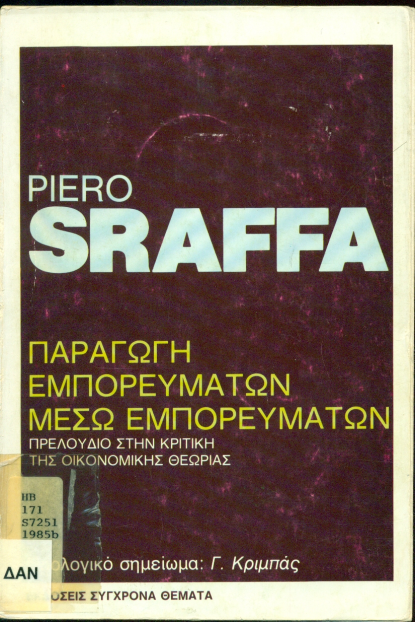 PIERO
SRAFFA
ΠΑΡΑΓΩΓΗ
ΕΜΠΟΡΕΥΜΑΤΩΝ
ΜΕΣΩ ΕΜΠΟΡΕΥΜΑΤΩΝ
ΠΡΕΛΟΥΔΙΟ ΣΤΗΝ ΚΡΙΤΙΚΗ
ΤΗΣ ΟΙΚΟΝΟΜΙΚΗΣ ΘΕΩΡΙΑΣ
HB
171
S7251
1985b
ΔΑΝ
σημείωμα: Γ. Κριμπάς
ΣΥΓΧΡΟΝΑ ΘΕΜΑΤΑ